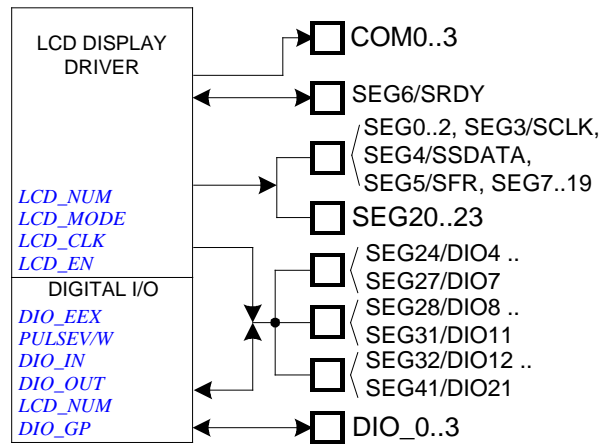 LCD DISPLAY
DRIVER
LCD_NUM
LCD_MODE
LCD_CLK
LCD_EN
DIGITAL I/O
DIO_EEX
PULSEV/W
DIO_IN
DIO_OUT
LCD_NUM
DIO_GP
COM0..3
SEG6/SRDY
SEG0..2, SEG3/SCLK,
SEG4/SSDATA,
SEG5/SFR, SEG7..19
SEG20..23
SEG24/DIO4 ..
SEG27/DIO7
SEG28/DIO8 ..
SEG31/DIO11
SEG32/DIO12 ..
SEG41/DIO21
DIO_0..3